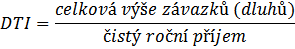 DTI = celková výše závazků (dluhů) / čistý roční příjem